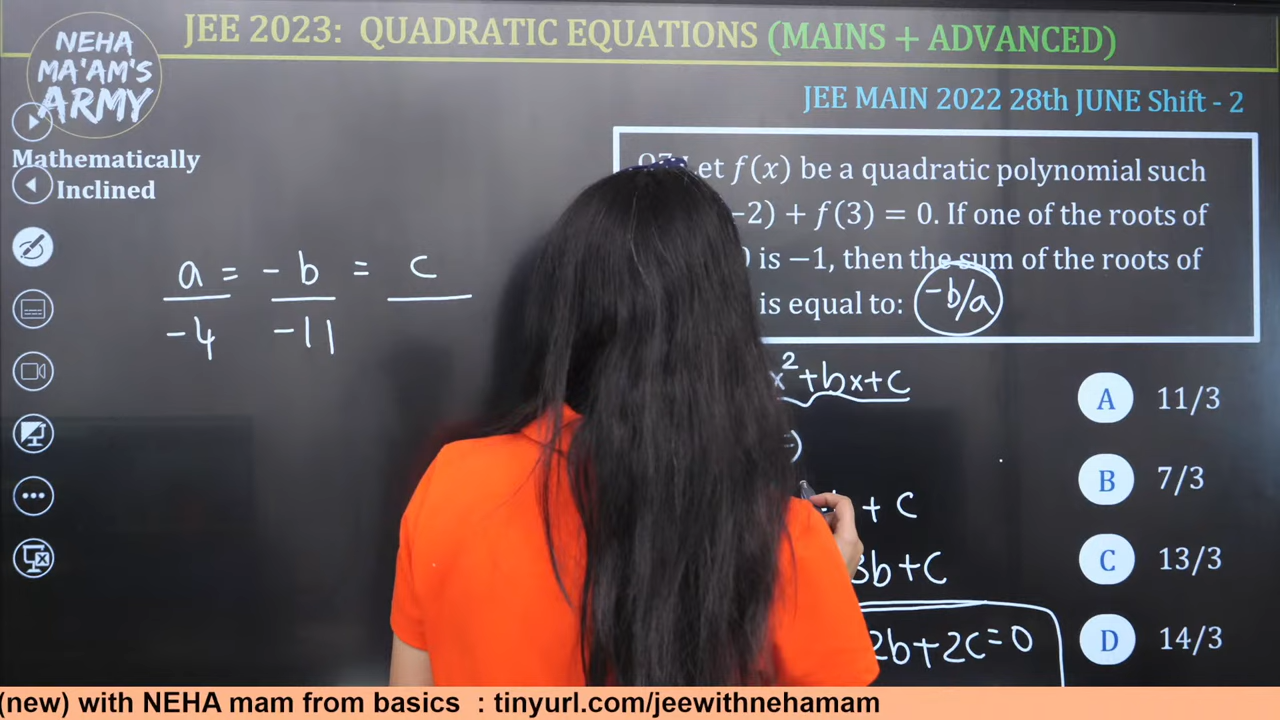 JEE 2023: QUADRATIC EQUATIONS (MAINS + ADVANCED)
NEHA
MA'AM'S
ARMY
JEE MAIN 2022 28th JUNE Shift - 2
Mathematically
Inclined
et f(x) be a quadratic polynomial such
−2) + f(3) = 0. If one of the roots of
is −1, then the sum of the roots of
is equal to: -b/a
a = - b = c
-4 -11
x²+bx+c
+ c
3b+c
2b+2c=0
A 11/3
B 7/3
C 13/3
D 14/3
(new) with NEHA mam from basics : tinyurl.com/jeewithnehamam